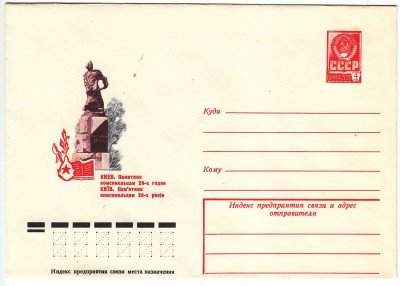 СССР
4
Куда
Кому
КИЕВ. Памятник
комсомольцам 20-х годов
КИЇВ. Пам'ятник
комсомольцям 20-х років
Индекс предприятия связи и адрес
отправителя
Индекс предприятия связи места назначения